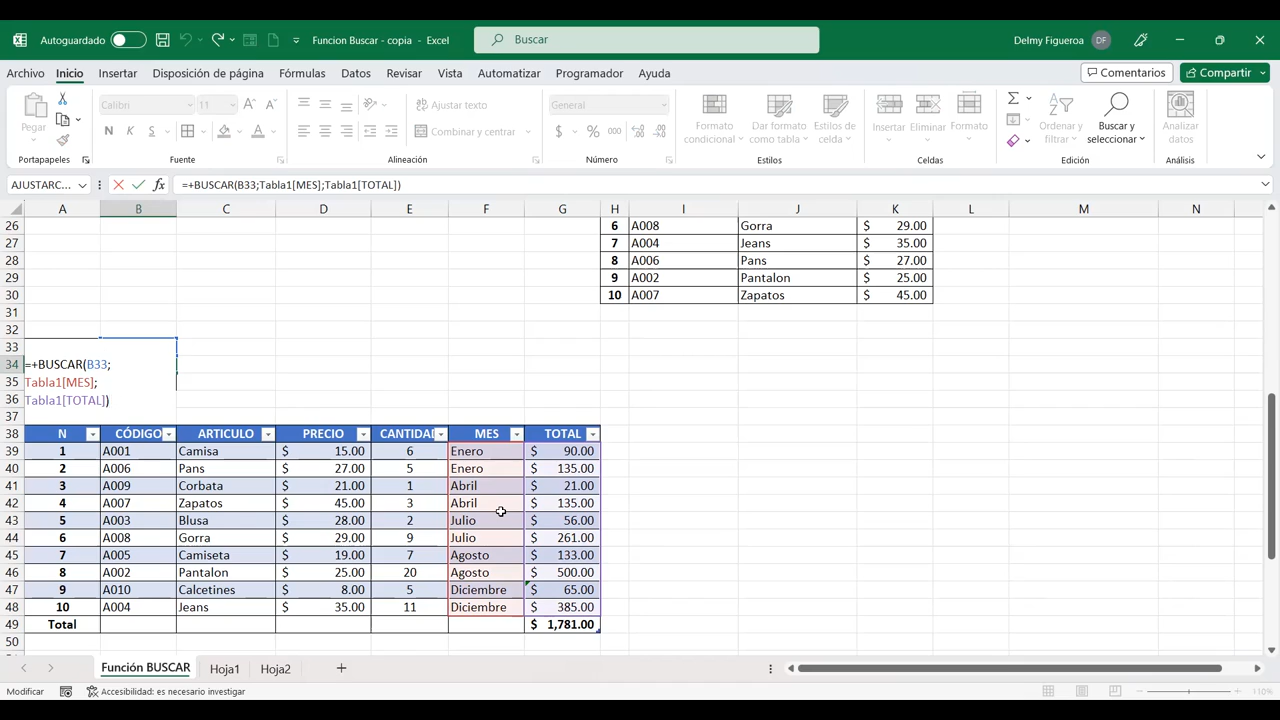 Autoguardado
Funcion Buscar - copia - Excel
Buscar
Delmy Figueroa
DF
Archivo Inicio Insertar Disposición de página Fórmulas Datos Revisar Vista Automatizar Programador Ayuda
Comentarios
Compartir
Pegar
Calibri 11
N K S
Ajustar texto
Combinar y centrar
General
$ % 000
Formato condicional
Dar formato como tabla
Estilos de celda
Insertar Eliminar Formato
Ordenar y filtrar
Buscar y seleccionar
Analizar datos
Portapapeles Fuente Alineación Número Estilos Celdas Edición Análisis
AJUSTARC... fx =+BUSCAR(B33;Tabla1[MES];Tabla1[TOTAL])
A B C D E F G H I J K L M N
26 6 A008 Gorra $ 29.00
27 7 A004 Jeans $ 35.00
28 8 A006 Pans $ 27.00
29 9 A002 Pantalon $ 25.00
30 10 A007 Zapatos $ 45.00
31
32
33
34 =+BUSCAR(B33;
35 Tabla1[MES];
36 Tabla1[TOTAL])
37
38 N CÓDIGO ARTICULO PRECIO CANTIDAD MES TOTAL
39 1 A001 Camisa $ 15.00 6 Enero $ 90.00
40 2 A006 Pans $ 27.00 5 Enero $ 135.00
41 3 A009 Corbata $ 21.00 1 Abril $ 21.00
42 4 A007 Zapatos $ 45.00 3 Abril $ 135.00
43 5 A003 Blusa $ 28.00 2 Julio $ 56.00
44 6 A008 Gorra $ 29.00 9 Julio $ 261.00
45 7 A005 Camiseta $ 19.00 7 Agosto $ 133.00
46 8 A002 Pantalon $ 25.00 20 Agosto $ 500.00
47 9 A010 Calcetines $ 8.00 5 Diciembre $ 65.00
48 10 A004 Jeans $ 35.00 11 Diciembre $ 385.00
49 Total $ 1,781.00
50
Función BUSCAR Hoja1 Hoja2
Modificar
Accesibilidad: es necesario investigar
110%